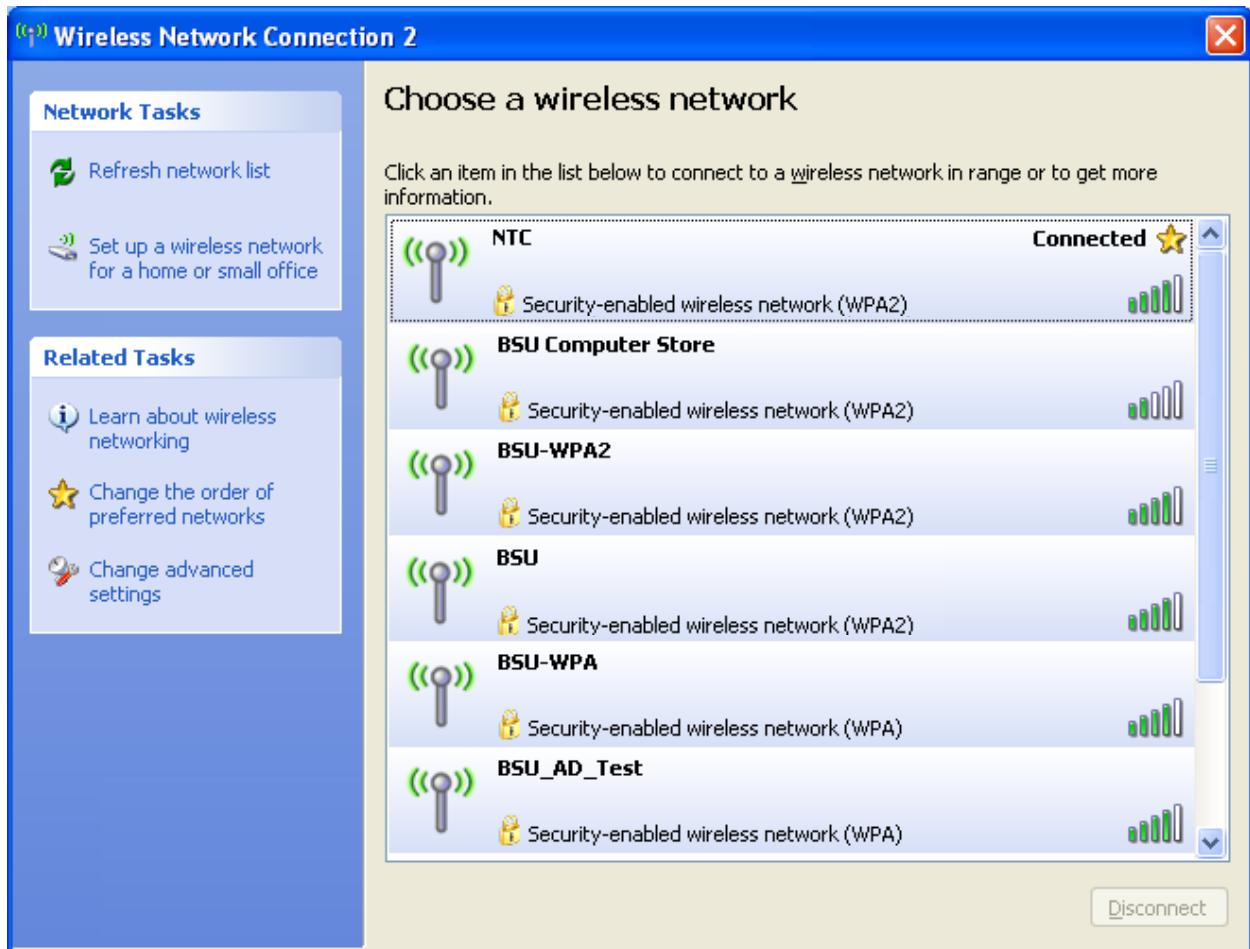 Wireless Network Connection 2
Network Tasks
Refresh network list
Set up a wireless network
for a home or small office
Related Tasks
Learn about wireless
networking
Change the order of
preferred networks
Change advanced
settings
Choose a wireless network
Click an item in the list below to connect to a wireless network in range or to get more
information.
NTC
Connected
Security-enabled wireless network (WPA2)
BSU Computer Store
Security-enabled wireless network (WPA2)
BSU-WPA2
Security-enabled wireless network (WPA2)
BSU
Security-enabled wireless network (WPA2)
BSU-WPA
Security-enabled wireless network (WPA)
BSU_AD_Test
Security-enabled wireless network (WPA)
Disconnect